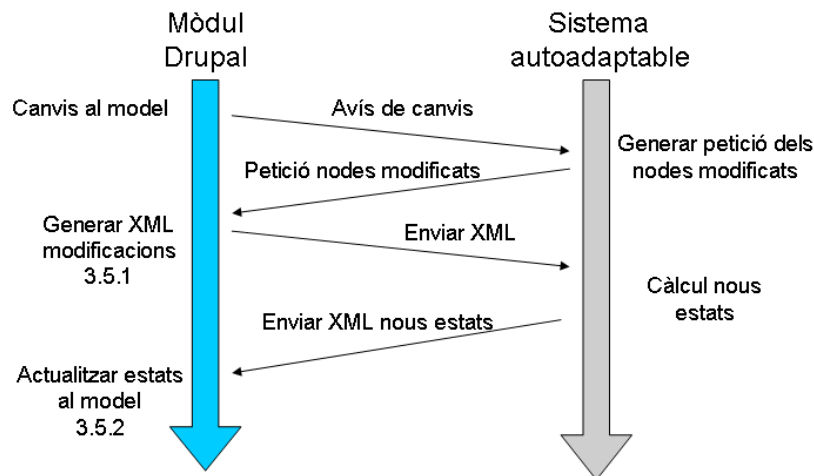 Mòdul
Drupal
Sistema
autoadaptable
Canvis al model
Avís de canvis
Generar petició dels
nodes modificats
Petició nodes modificats
Generar XML
modificacions
3.5.1
Enviar XML
Càlcul nous
estats
Enviar XML nous estats
Actualitzar estats
al model
3.5.2